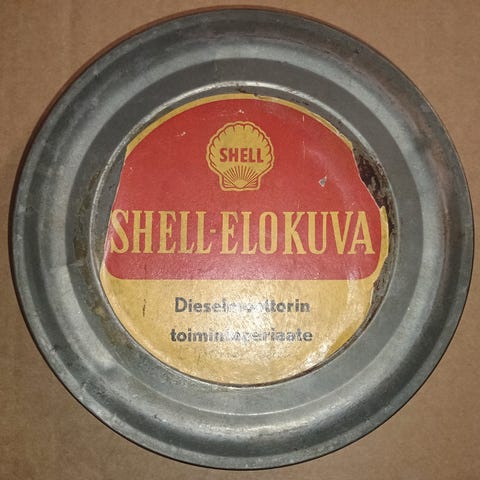 SHELL
SHELL-ELOKUVA
Dieselmoottorin
toimintaperiaate